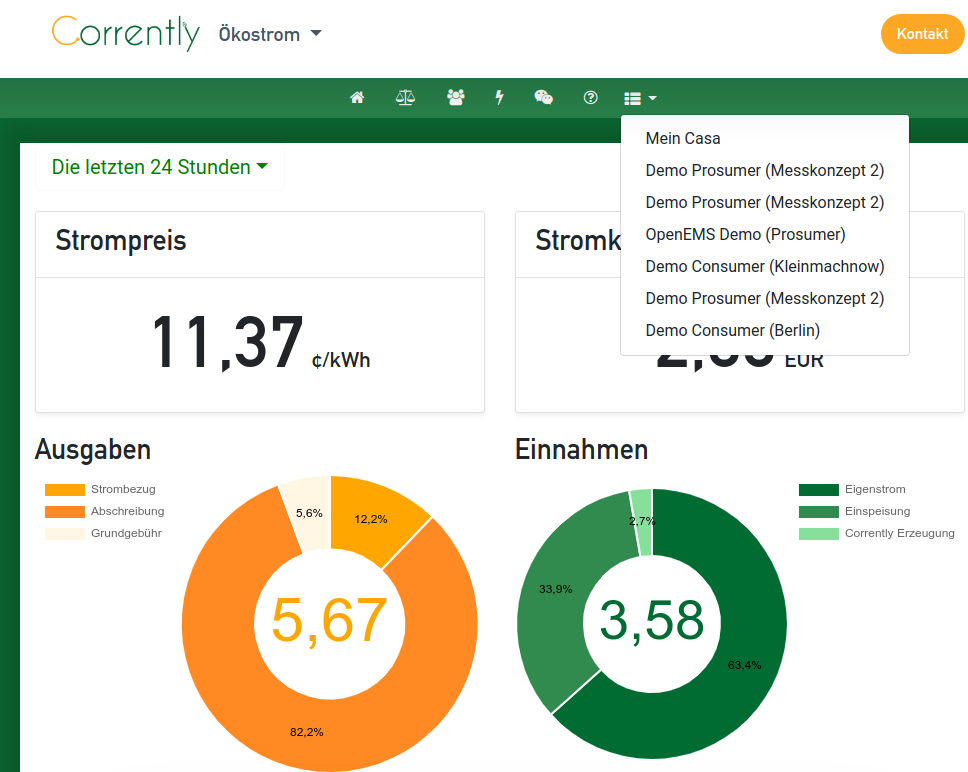 Corrently Ökostrom
Kontakt
Mein Casa
Demo Prosumer (Messkonzept 2)
Demo Prosumer (Messkonzept 2)
OpenEMS Demo (Prosumer)
Demo Consumer (Kleinmachnow)
Demo Prosumer (Messkonzept 2)
Demo Consumer (Berlin)
Die letzten 24 Stunden
Strompreis
11,37 ¢/kWh
EUR
Ausgaben
Strombezug
Abschreibung
Grundgebühr
5,6%
12,2%
5,67
82,2%
Einnahmen
Eigenstrom
Einspeisung
Corrently Erzeugung
2,7%
33,9%
3,58
63,4%